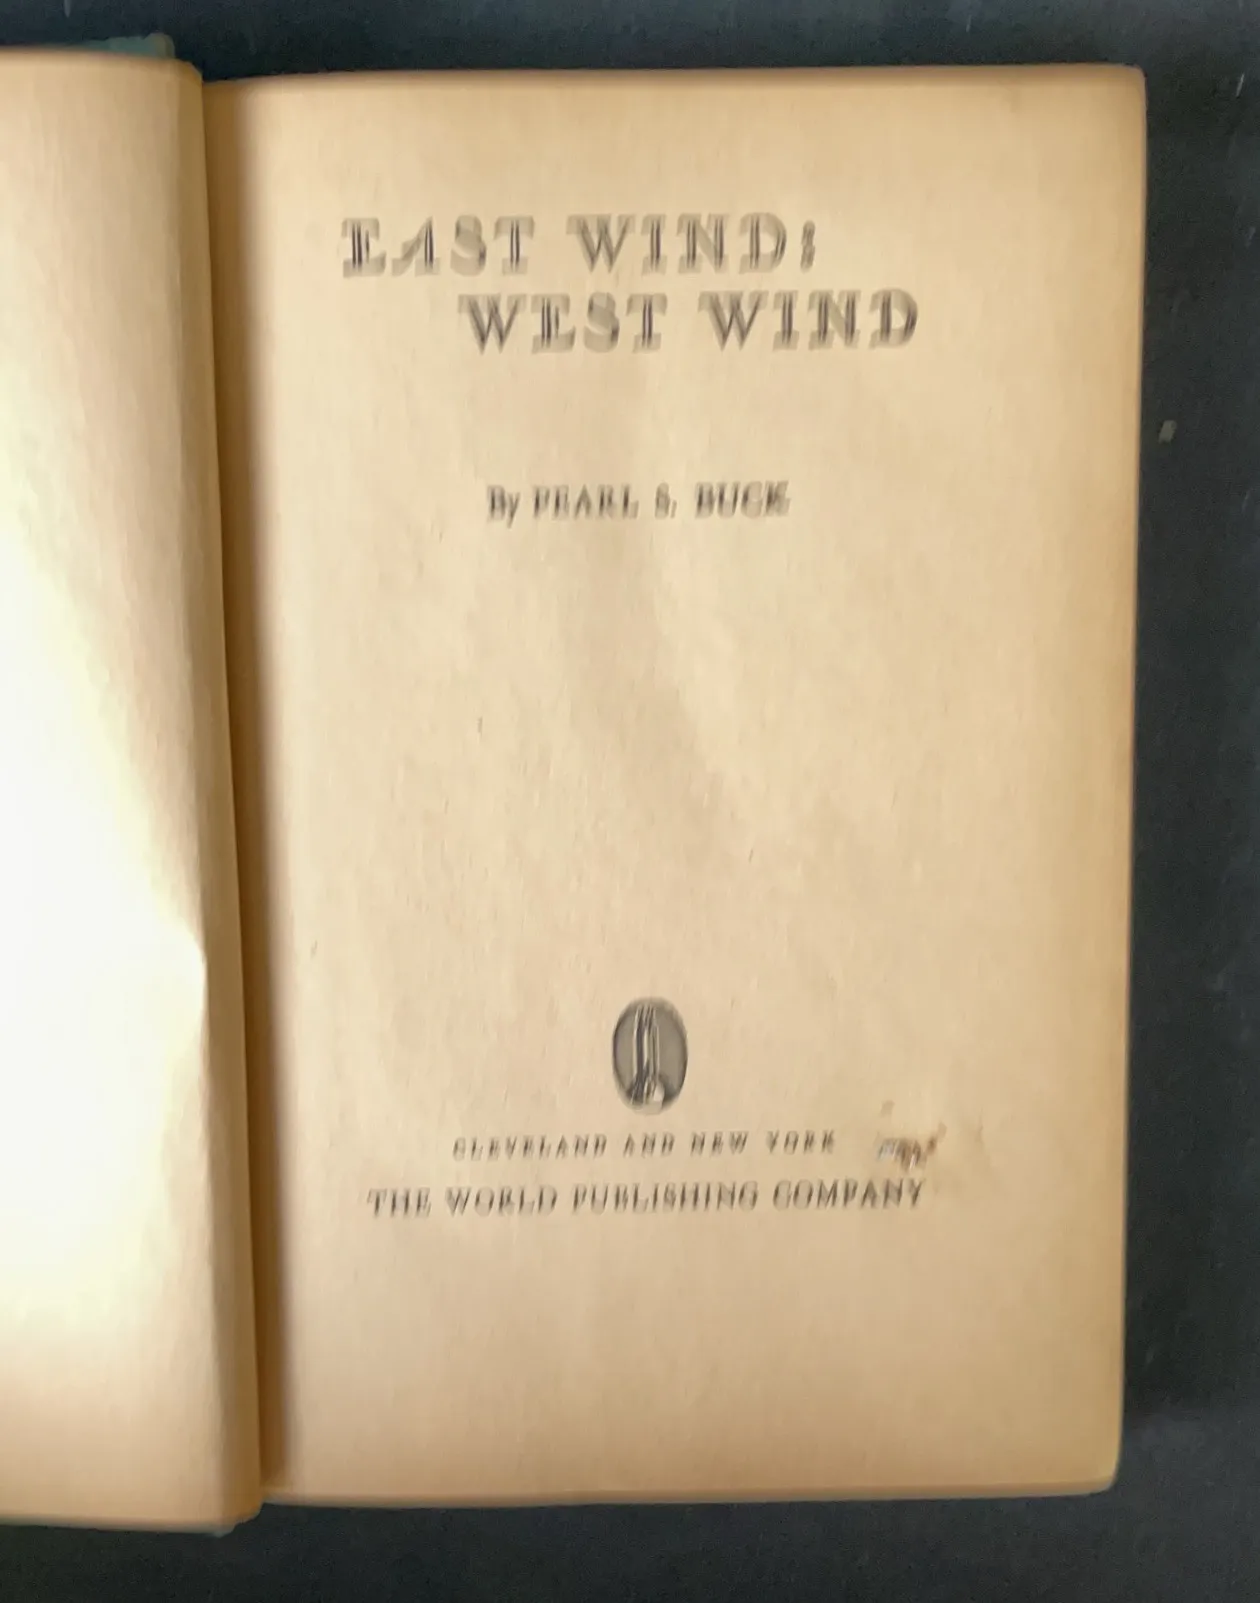 EAST WIND:
WEST WIND
By PEARL S. BUCK
CLEVELAND AND NEW YORK
THE WORLD PUBLISHING COMPANY